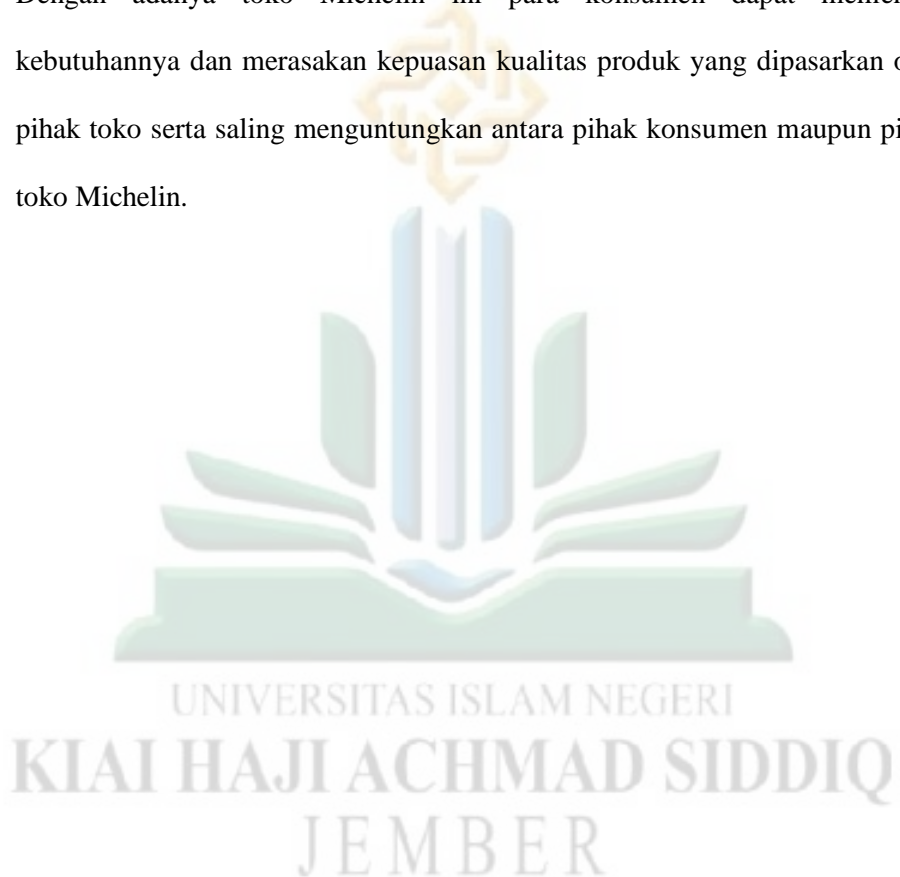 Dengan adanya toko Michelin ini para konsumen dapat
kebutuhannya dan merasakan kepuasan kualitas produk yang dipasarkan
pihak toko serta saling menguntungkan antara pihak konsumen maupun
toko Michelin.
UNIVERSITAS ISLAM NEGERI
KIAI HAJI ACHMAD SIDDIQ
JEMBER